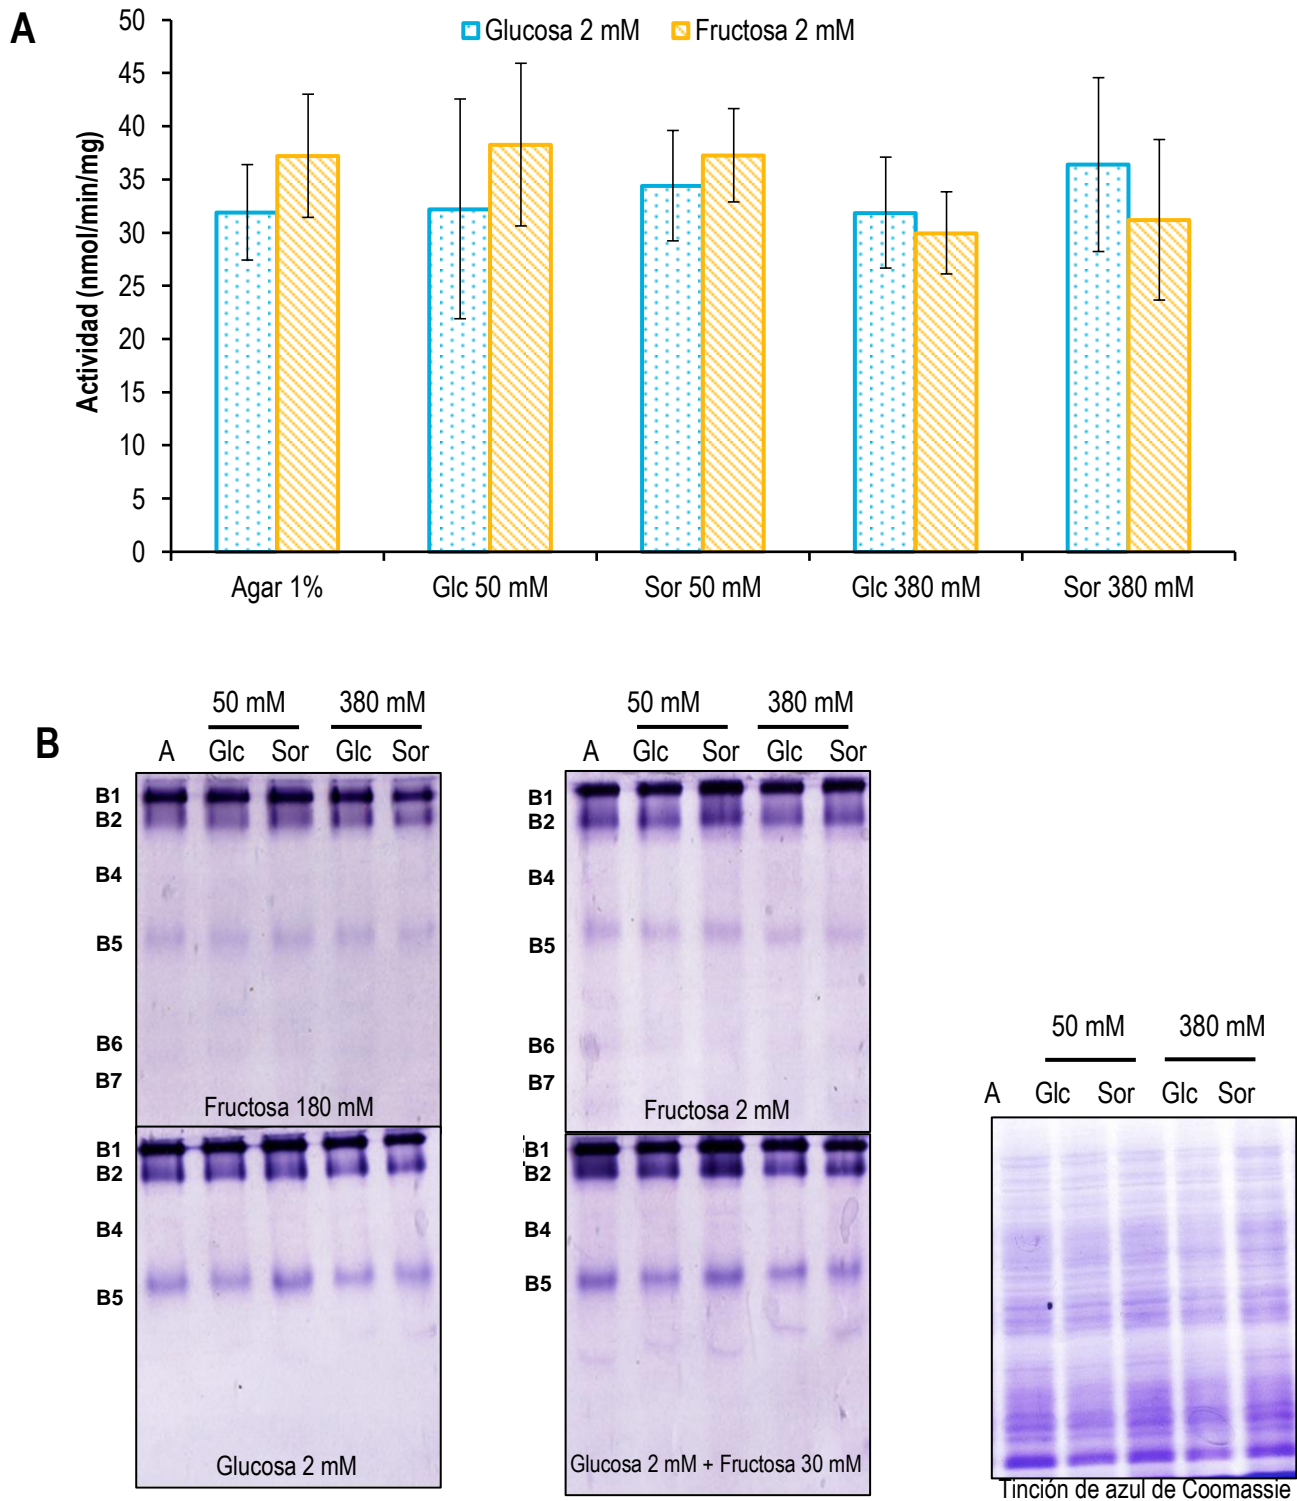 A
Glucosa 2 mM Fructosa 2 mM
Actividad (nmol/min/mg)
50
45
40
35
30
25
20
15
10
5
0
Agar 1% Glc 50 mM Sor 50 mM Glc 380 mM Sor 380 mM
B
50 mM 380 mM
A Glc Sor Glc Sor
B1
B2
B4
B5
B6
B7
Fructosa 180 mM
50 mM 380 mM
A Glc Sor Glc Sor
B1
B2
B4
B5
B6
B7
Fructosa 2 mM
B1
B2
B4
B5
Glucosa 2 mM
B1
B2
B4
B5
Glucosa 2 mM + Fructosa 30 mM
50 mM 380 mM
A Glc Sor Glc Sor
Tinción de azul de Coomassie